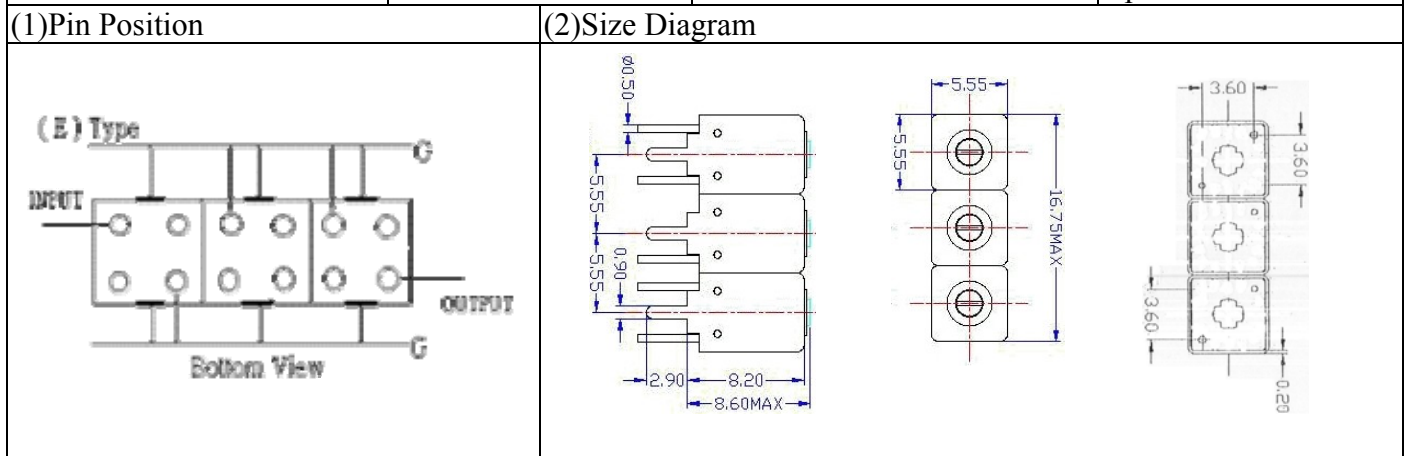 (1)Pin Position
(2)Size Diagram
(E) Type
G
INPUT
OUTPUT
G
Bottom View
ø0.50
5.55
5.55
0.90
2.90
8.20
8.60MAX
5.55
5.55
16.75MAX
3.60
3.60
3.60
0.20